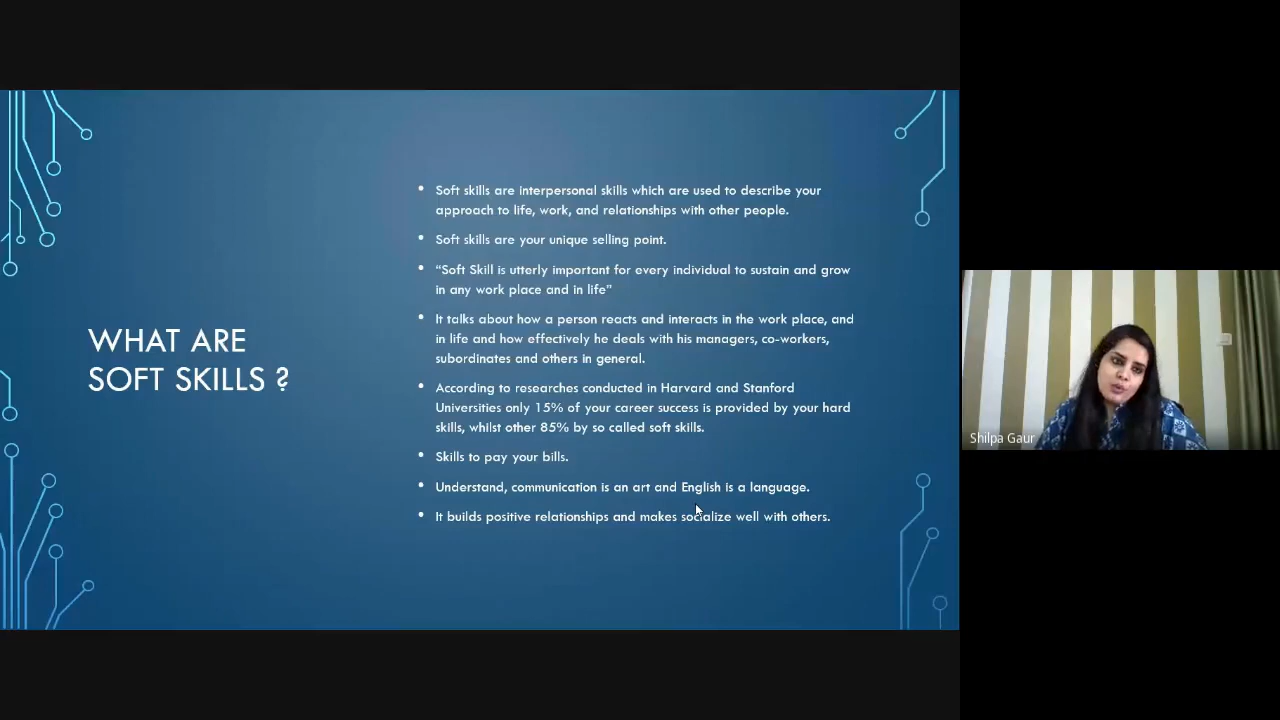 WHAT ARE
SOFT SKILLS ?
• Soft skills are interpersonal skills which are used to describe your
approach to life, work, and relationships with other people.
• Soft skills are your unique selling point.
• “Soft Skill is utterly important for every individual to sustain and grow
in any work place and in life”
• It talks about how a person reacts and interacts in the work place, and
in life and how effectively he deals with his managers, co-workers,
subordinates and others in general.
• According to researches conducted in Harvard and Stanford
Universities only 15% of your career success is provided by your hard
skills, whilst other 85% by so called soft skills.
• Skills to pay your bills.
• Understand, communication is an art and English is a language.
• It builds positive relationships and makes socialize well with others.
Shilpa Gaur